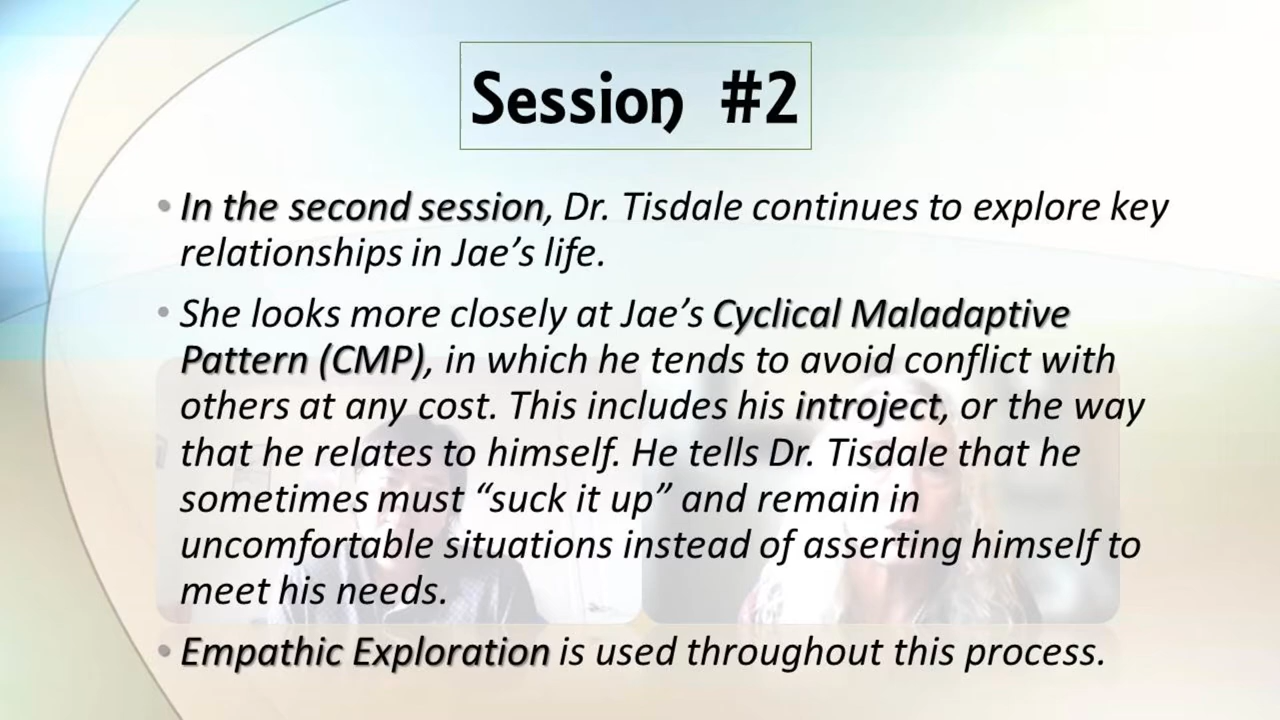 Session #2
• In the second session, Dr. Tisdale continues to explore key
relationships in Jae’s life.
• She looks more closely at Jae’s Cyclical Maladaptive
Pattern (CMP), in which he tends to avoid conflict with
others at any cost. This includes his introject, or the way
that he relates to himself. He tells Dr. Tisdale that he
sometimes must “suck it up” and remain in
uncomfortable situations instead of asserting himself to
meet his needs.
• Empathic Exploration is used throughout this process.